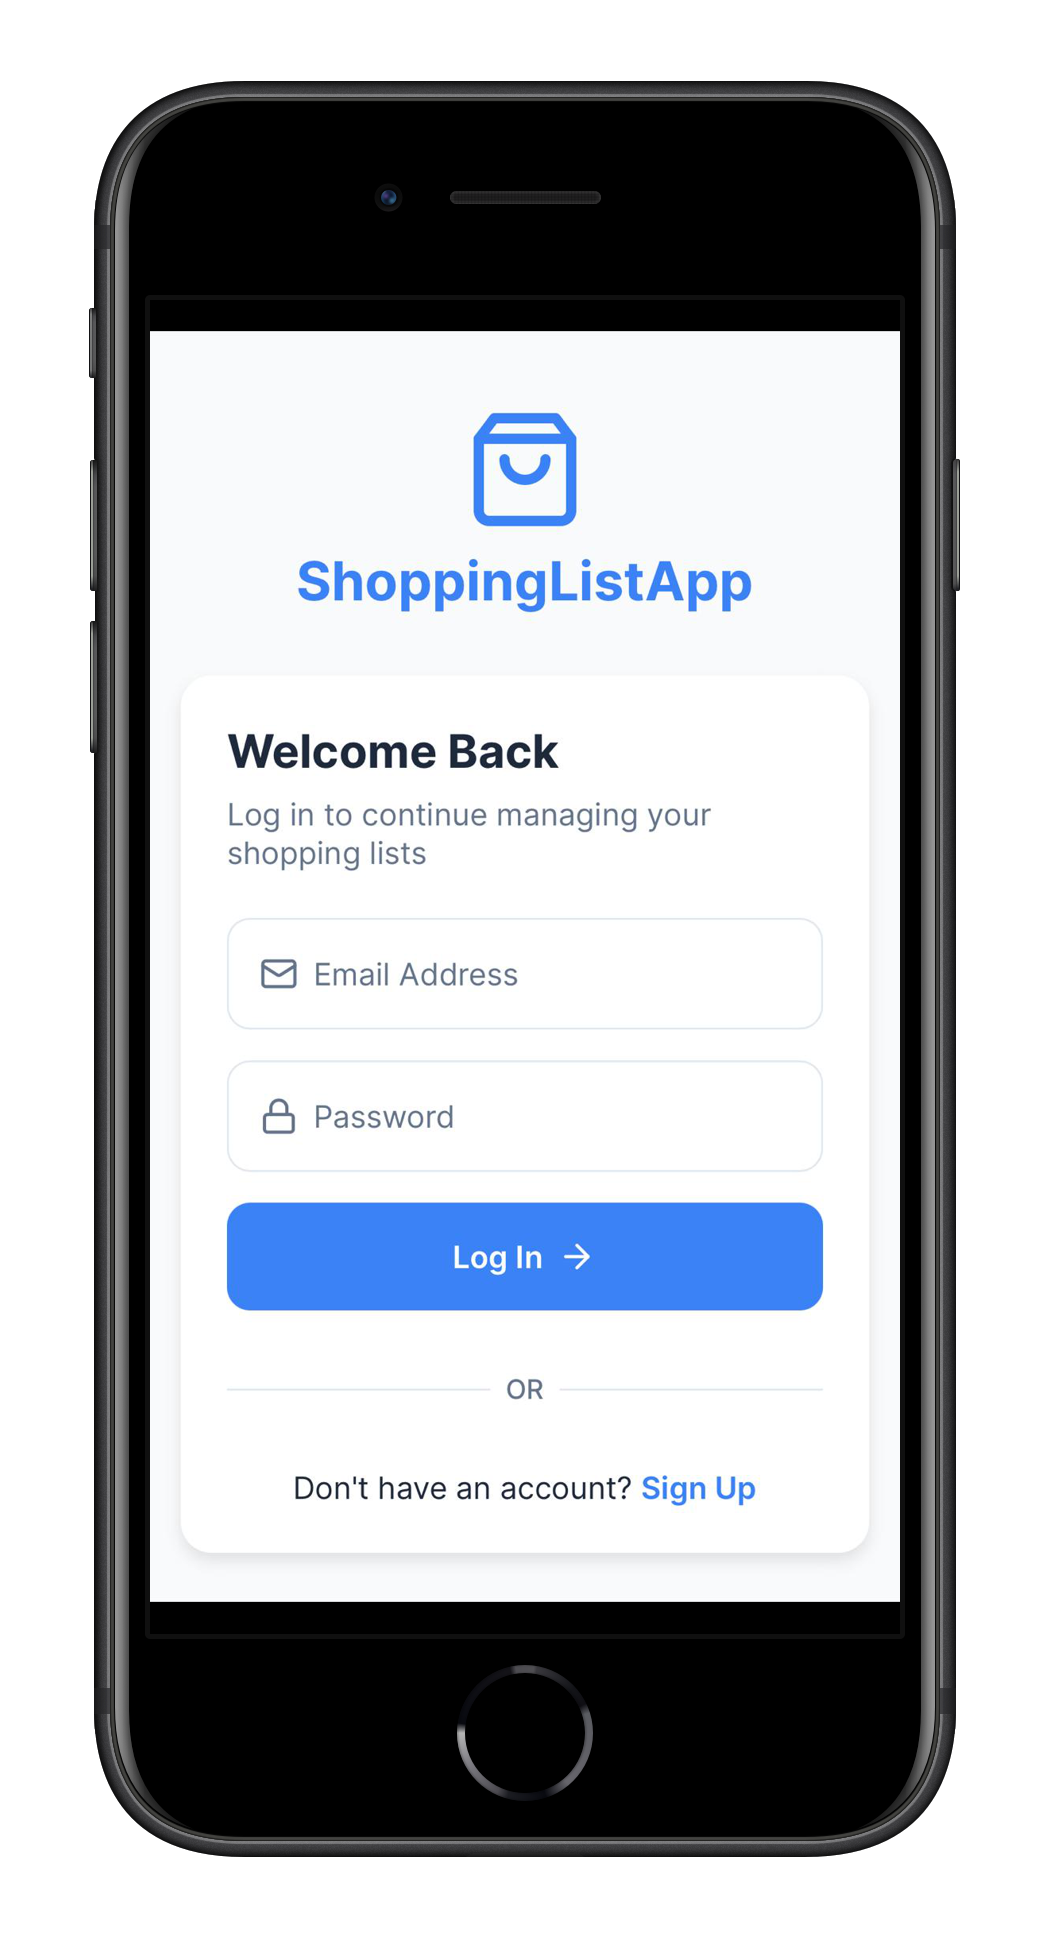 ShoppingListApp
Welcome Back
Log in to continue managing your
shopping lists
Email Address
Password
Log In
OR
Don't have an account? Sign Up